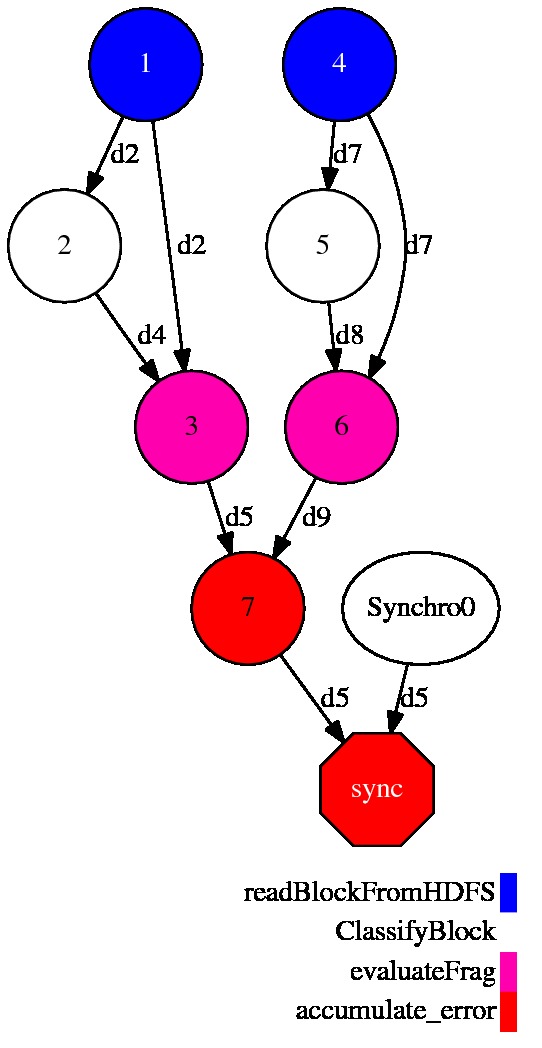 1 4
d2 d7
2 d2 5 d7
d4 d8
3 6
d5 d9
7 Synchro0
d5 d5
sync
readBlockFromHDFS
ClassifyBlock
evaluateFrag
accumulate_error